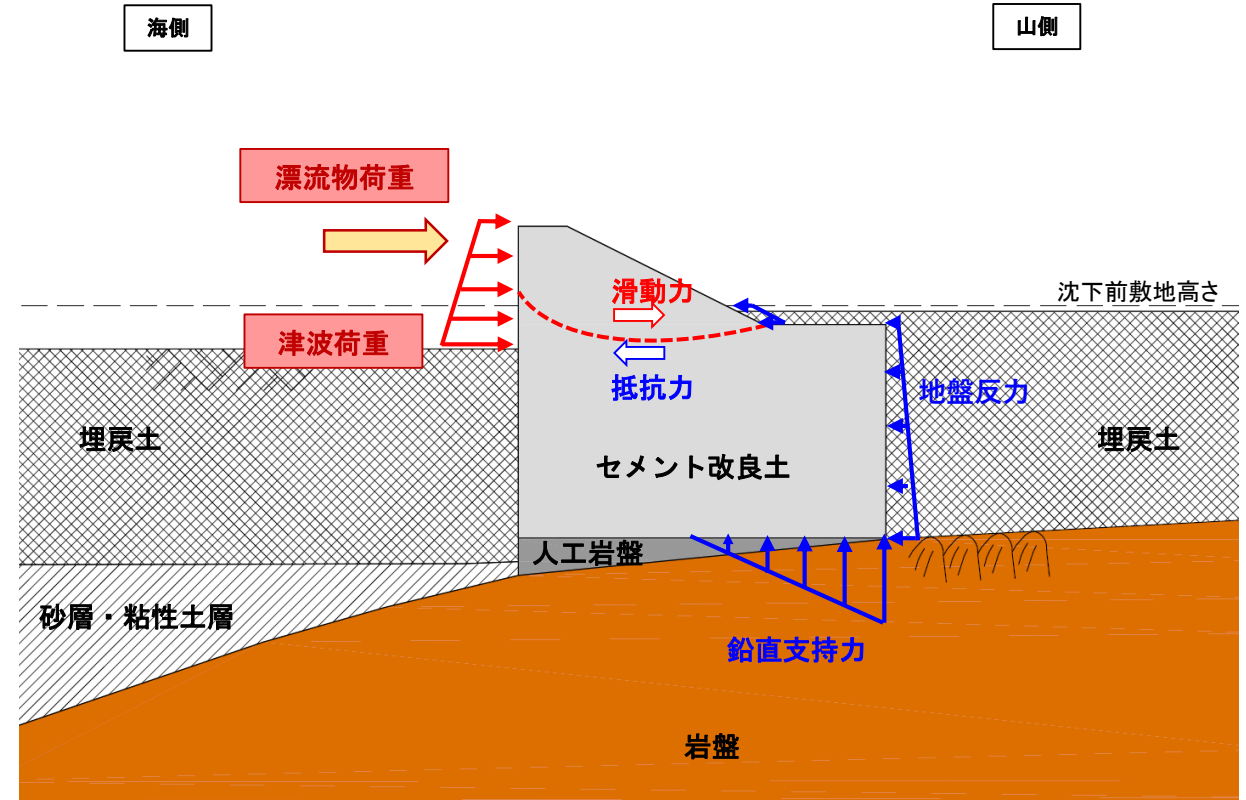 海側
山側
漂流物荷重
滑動力
沈下前敷地高さ
津波荷重
抵抗力
地盤反力
埋戻土
埋戻土
セメント改良土
人工岩盤
砂層・粘性土層
鉛直支持力
岩盤